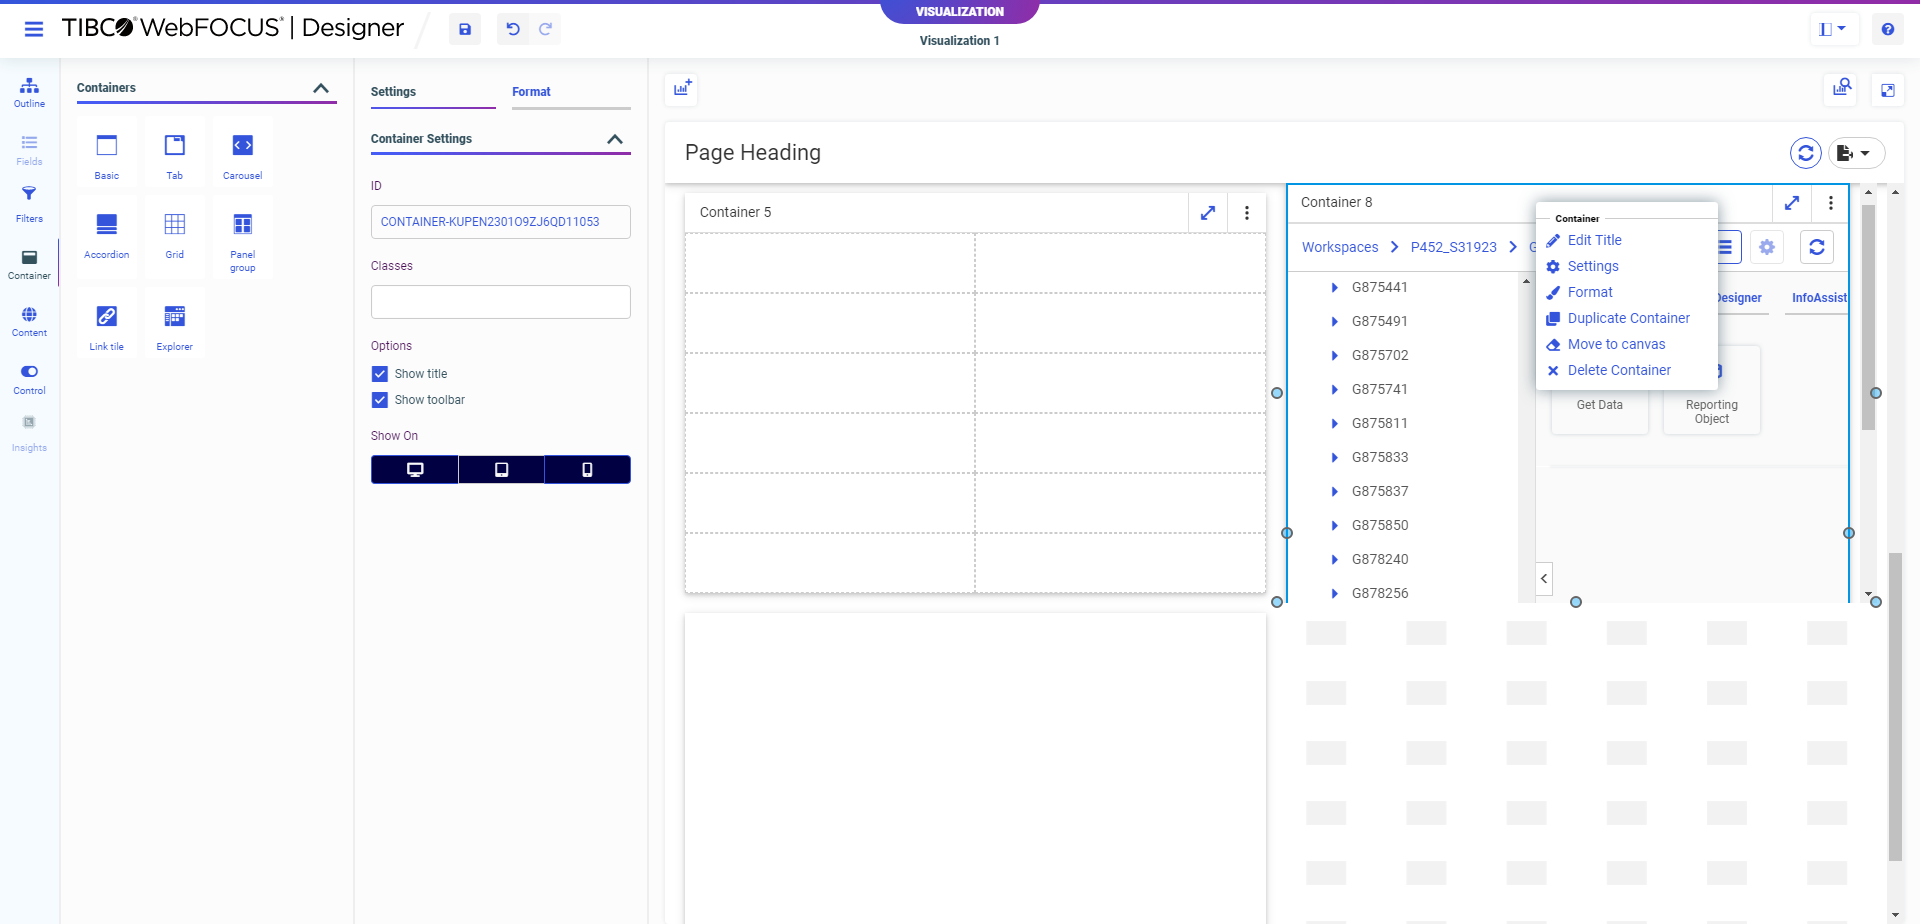 TIBCO WebFOCUS | Designer
VISUALIZATION
Visualization 1
Outline
Fields
Filters
Container
Content
Control
Insights
Containers
Basic
Tab
Carousel
Accordion
Grid
Panel
group
Link tile
Explorer
Settings
Format
Container Settings
ID
CONTAINER-KUPEN2301O9ZJ6QD11053
Classes
Options
Show title
Show toolbar
Show On
Page Heading
Container 5
Container 8
Workspaces
P452_S31923
G
G875441
G875491
G875702
G875741
G875811
G875833
G875837
G875850
G878240
G878256
Container
Edit Title
Settings
Format
Duplicate Container
Move to canvas
Delete Container
Designer
InfoAssist
Get Data
Reporting
Object